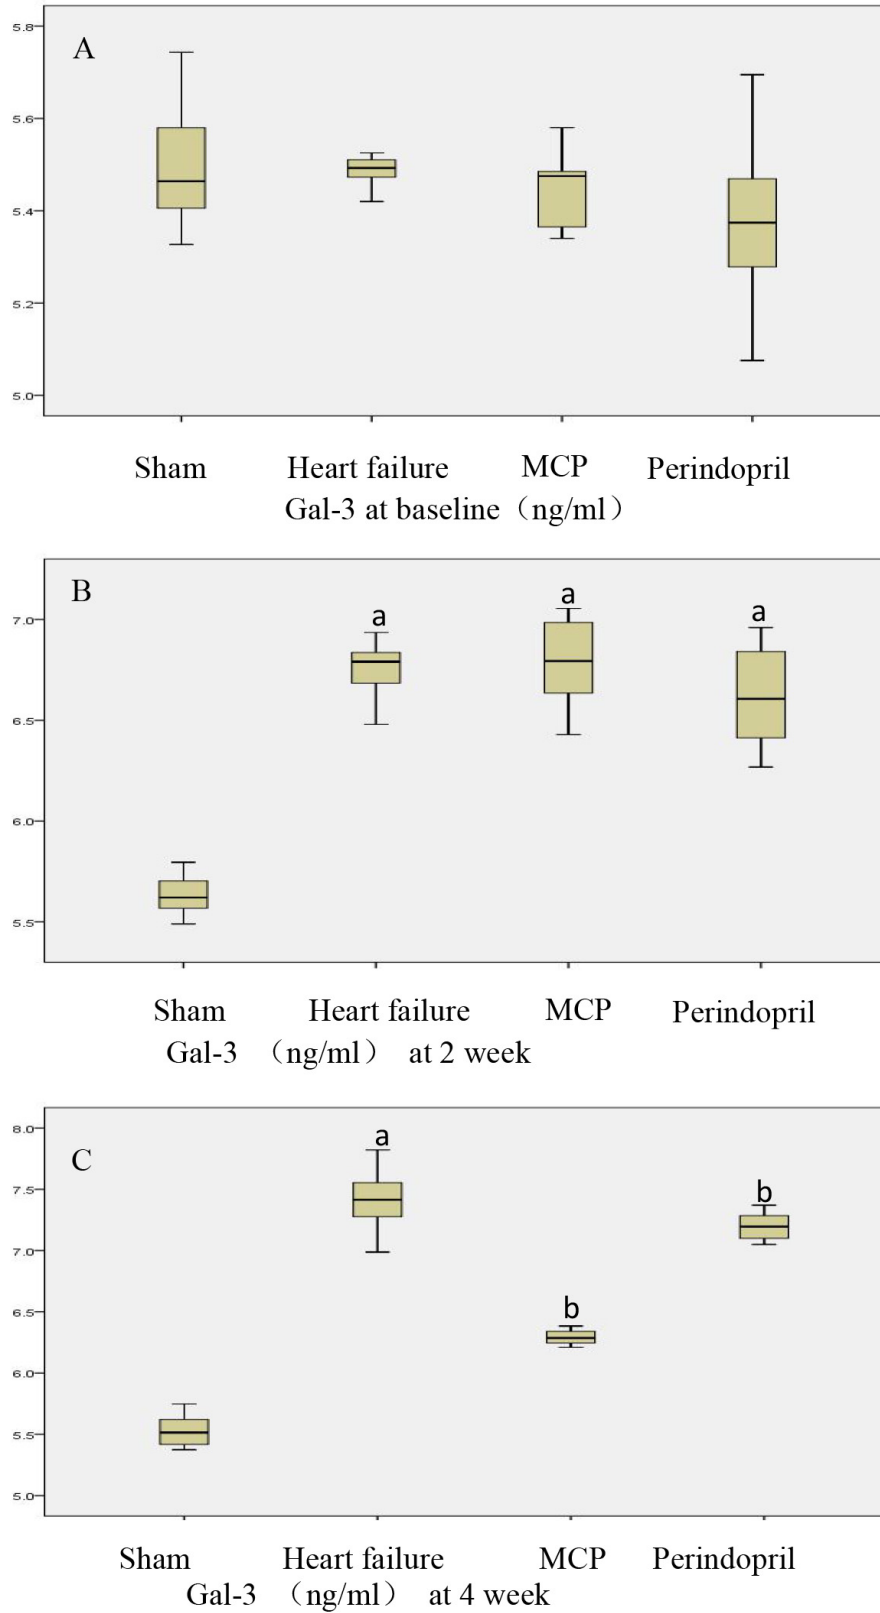 A
5.8
5.6
5.4
5.2
5.0
Sham Heart failure MCP Perindopril
Gal-3 at baseline（ng/ml）
B
a a a
7.0
6.5
6.0
5.5
Sham Heart failure MCP Perindopril
Gal-3 （ng/ml） at 2 week
C
a
b
b
8.0
7.5
7.0
6.5
6.0
5.5
5.0
Sham Heart failure MCP Perindopril
Gal-3 （ng/ml） at 4 week